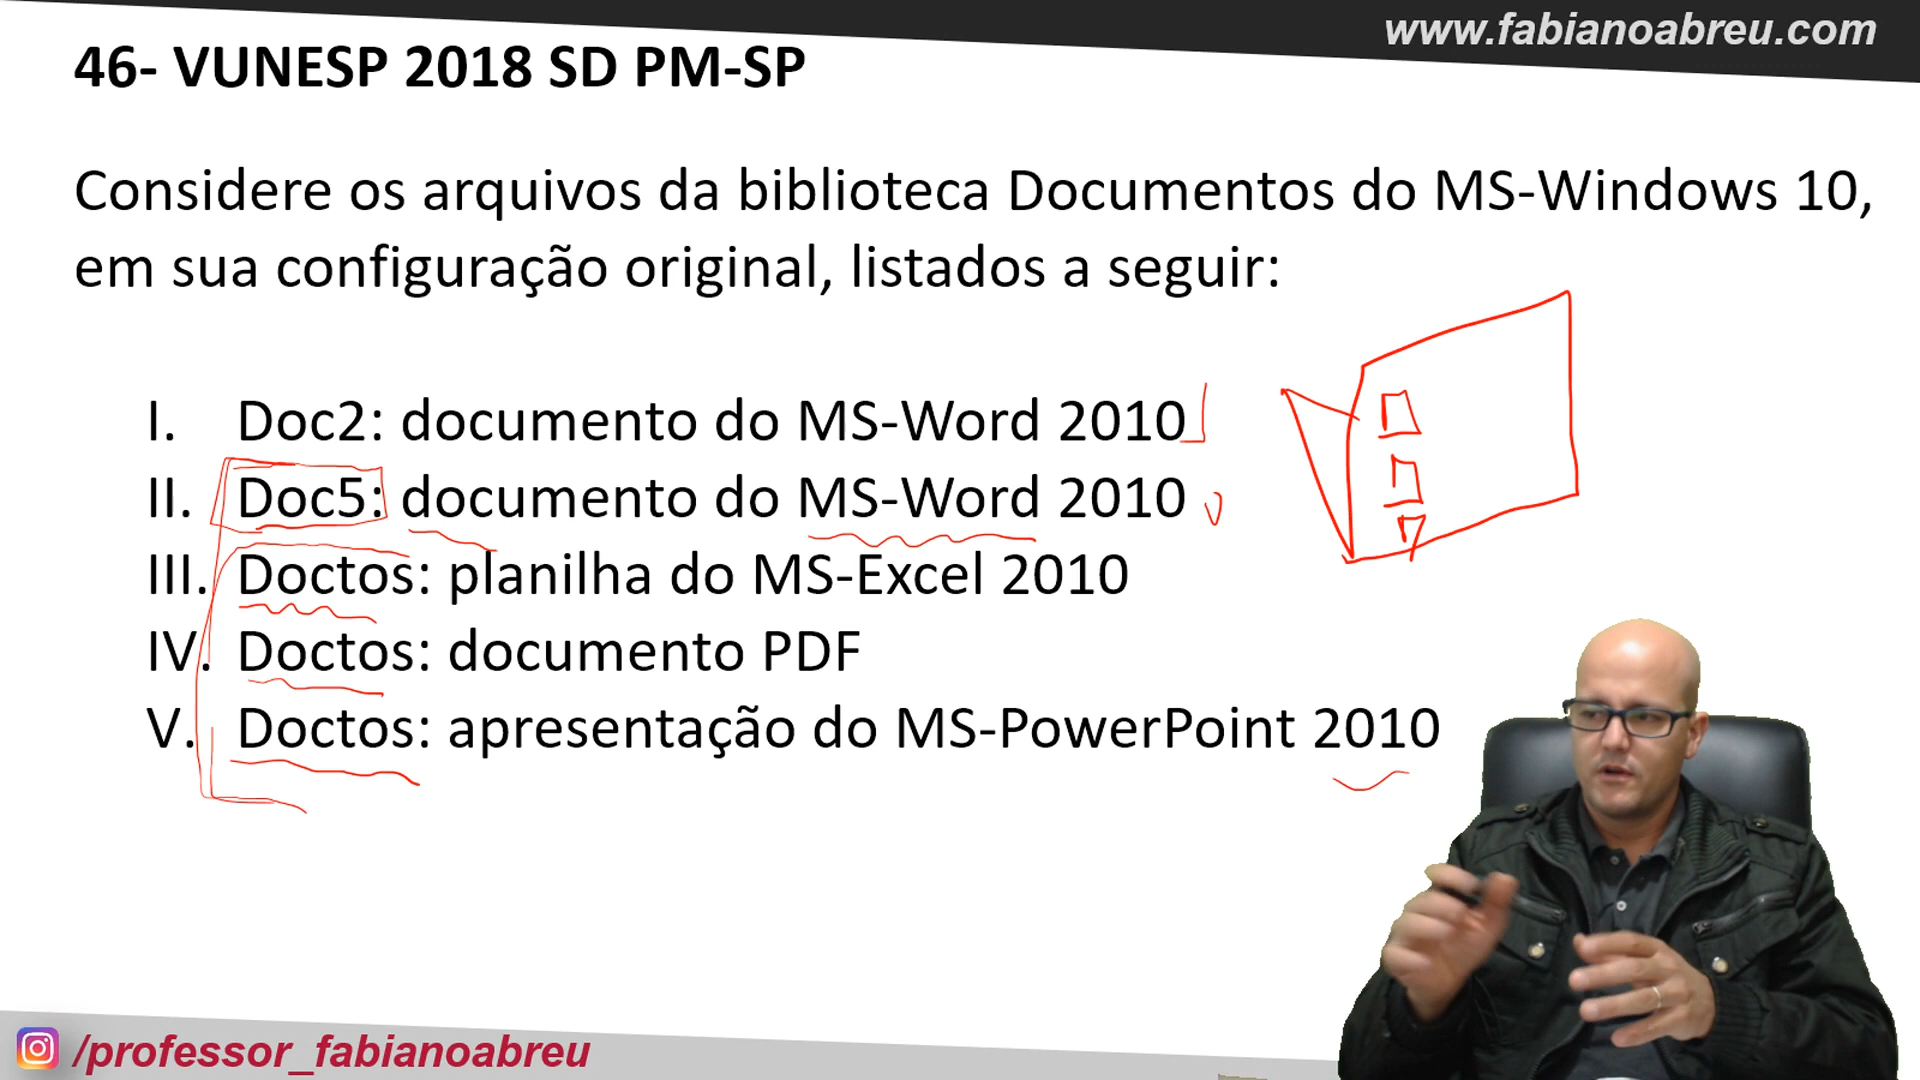 www.fabianoabreu.com
46- VUNESP 2018 SD PM-SP
Considere os arquivos da biblioteca Documentos do MS-Windows 10,
em sua configuração original, listados a seguir:
I. Doc2: documento do MS-Word 2010
II. Doc5: documento do MS-Word 2010
III. Doctos: planilha do MS-Excel 2010
IV. Doctos: documento PDF
V. Doctos: apresentação do MS-PowerPoint 2010
/professor_fabianoabreu